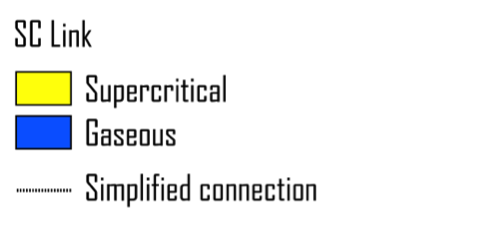 SC Link
Supercritical
Gaseous
Simplified connection